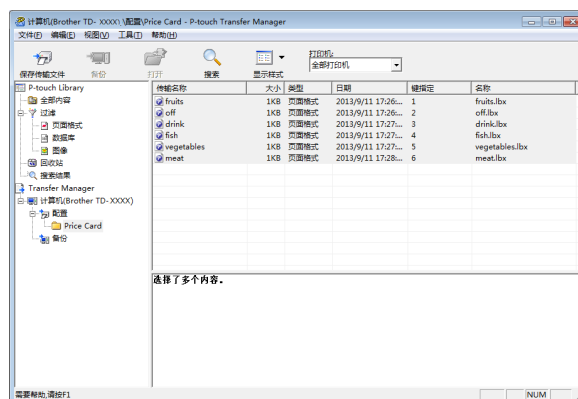 计算机(Brother TD- XXXX)\配置\Price Card - P-touch Transfer Manager
文件(F) 编辑(E) 视图(V) 工具(T) 帮助(H)
保存传输文件 备份 打开 搜索 显示样式 打印机: 全部打印机
P-touch Library
全部内容
过滤
页面格式
数据库
图像
回收站
搜索结果
Transfer Manager
计算机(Brother TD- XXXX)
配置
Price Card
备份
传输名称 大小 类型 日期 键指定 名称
fruits 1KB 页面格式 2013/9/11 17:26:... 1 fruits.lbx
off 1KB 页面格式 2013/9/11 17:26:... 2 off.lbx
drink 1KB 页面格式 2013/9/11 17:27:... 3 drink.lbx
fish 1KB 页面格式 2013/9/11 17:27:... 4 fish.lbx
vegetables 1KB 页面格式 2013/9/11 17:27:... 5 vegetables.lbx
meat 1KB 页面格式 2013/9/11 17:28:... 6 meat.lbx
选择了多个内容。
需要帮助,请按F1 NUM